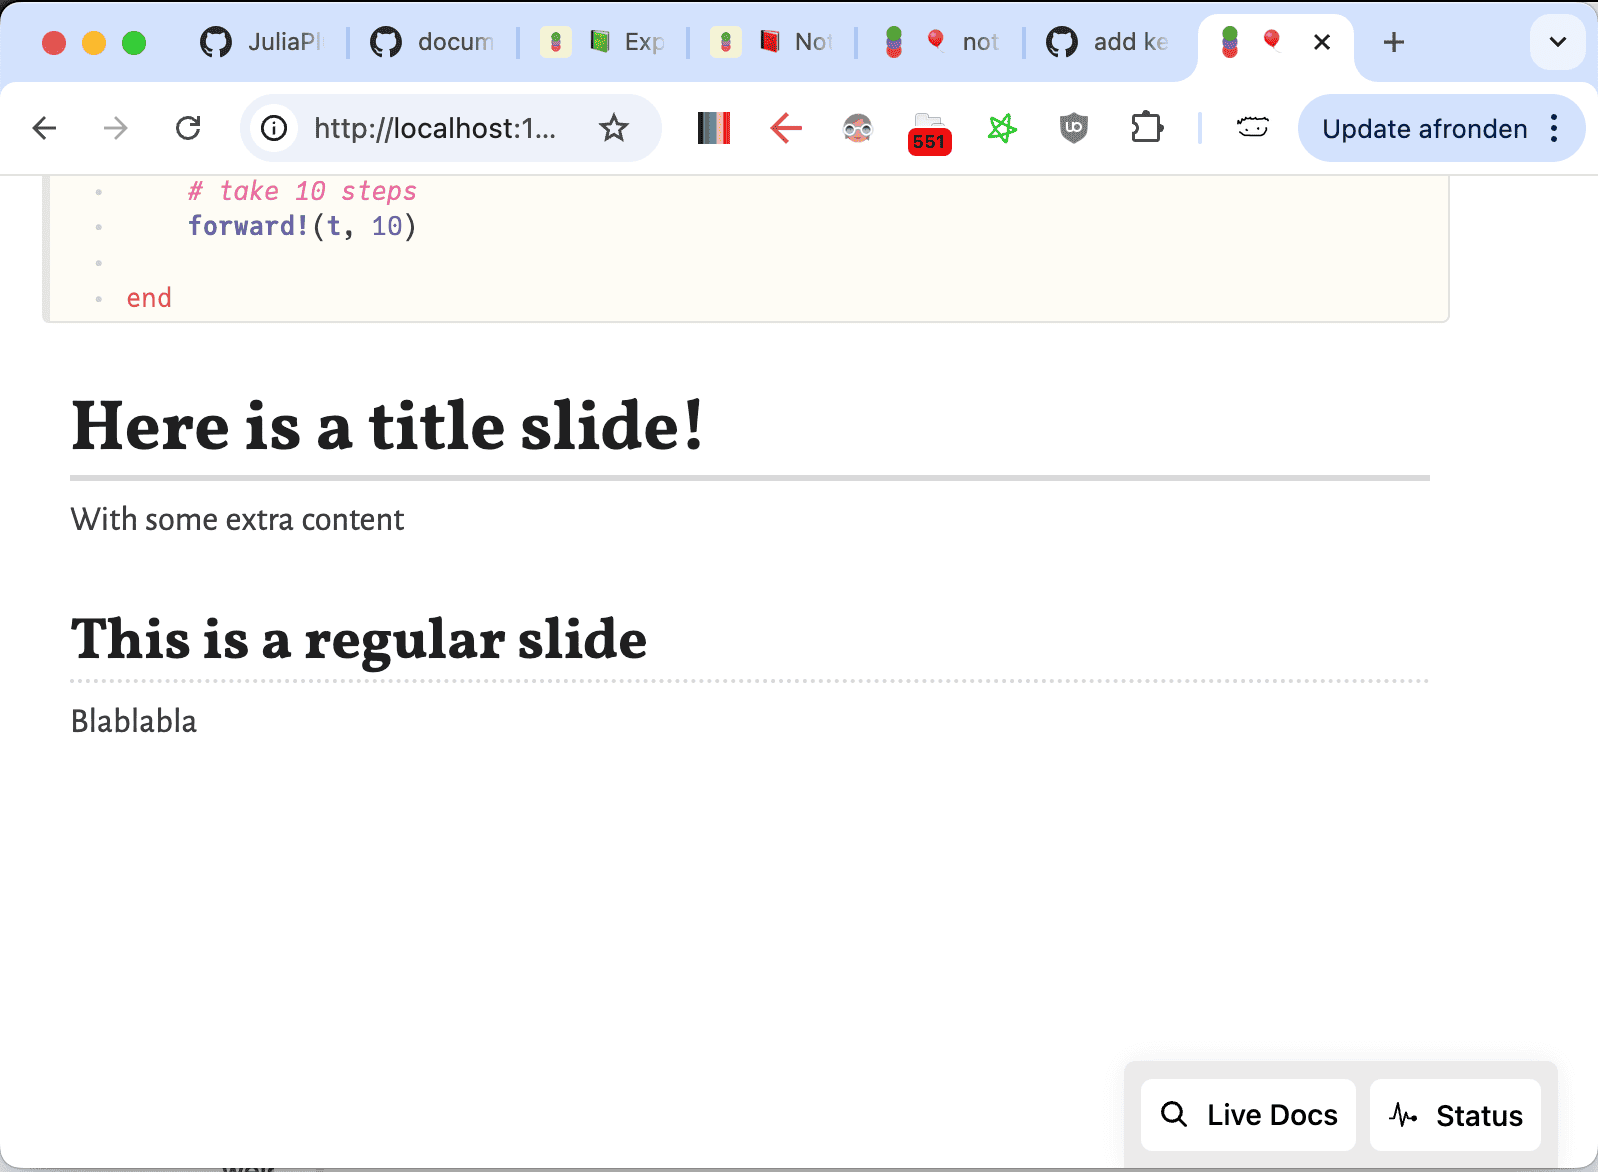 JuliaPl
docum
Exp
Not
not
add ke
http://localhost:1...
551
Update afronden
# take 10 steps
forward!(t, 10)
end
Here is a title slide!
With some extra content
This is a regular slide
Blablabla
Live Docs
Status